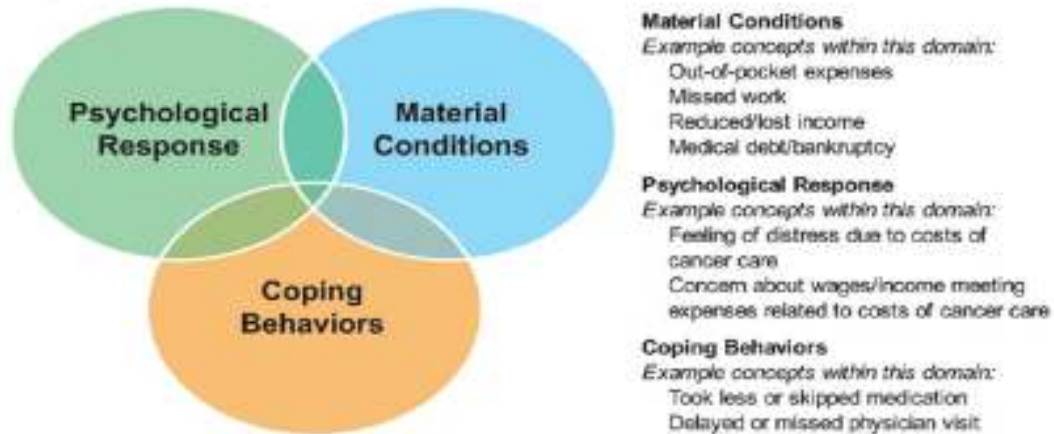 Psychological
Response
Material
Conditions
Coping
Behaviors
Material Conditions
Example concepts within this domain:
Out-of-pocket expenses
Missed work
Reduced/lost income
Medical debt/bankruptcy
Psychological Response
Example concepts within this domain:
Feeling of distress due to costs of
cancer care
Concern about wages/income meeting
expenses related to costs of cancer care
Coping Behaviors
Example concepts within this domain:
Took less or skipped medication
Delayed or missed physician visit